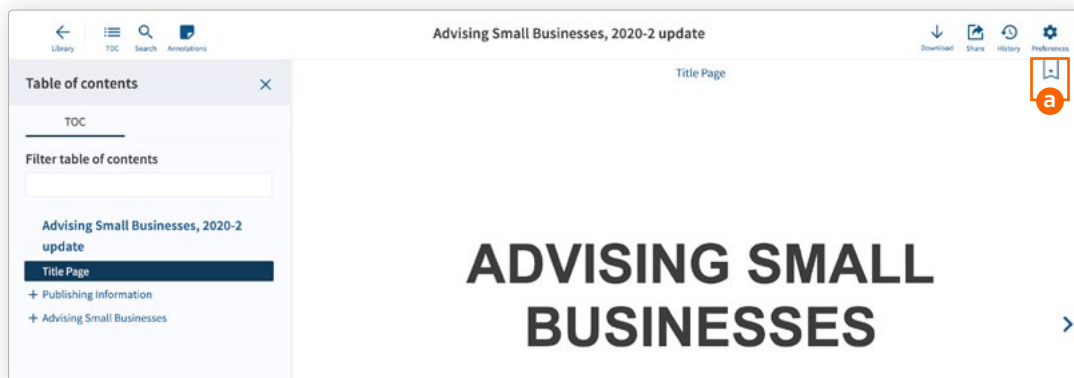 Advising Small Businesses, 2020-2 update
Library
TOC
Search
Annotations
Download
Share
History
Preferences
Table of contents
TOC
Filter table of contents
Advising Small Businesses, 2020-2
update
Title Page
+ Publishing Information
+ Advising Small Businesses
Title Page
a
ADVISING SMALL
BUSINESSES